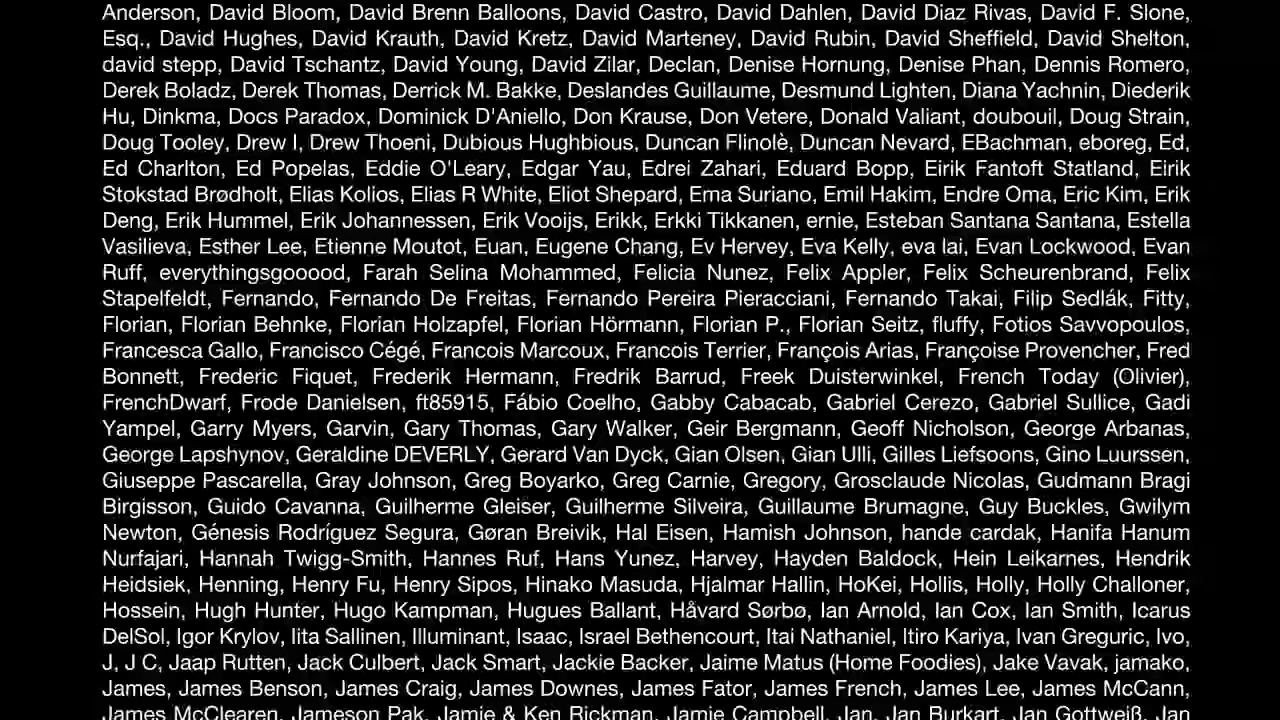 Anderson, David Bloom, David Brenn Balloons, David Castro, David Dahlen, David Diaz Rivas, David F. Slone,
Esq., David Hughes, David Krauth, David Kretz, David Marteney, David Rubin, David Sheffield, David Shelton,
david stepp, David Tschantz, David Young, David Zilar, Declan, Denise Hornung, Denise Phan, Dennis Romero,
Derek Boladz, Derek Thomas, Derrick M. Bakke, Deslandes Guillaume, Desmund Lighten, Diana Yachnin, Diederik
Hu, Dinkma, Docs Paradox, Dominick D'Aniello, Don Krause, Don Vetere, Donald Valiant, doubouil, Doug Strain,
Doug Tooley, Drew I, Drew Thoeni, Dubious Hughbious, Duncan Flinolè, Duncan Nevard, EBachman, eboreg, Ed,
Ed Charlton, Ed Popelas, Eddie O'Leary, Edgar Yau, Edrei Zahari, Eduard Bopp, Eirik Fantoft Statland, Eirik
Stokstad Brødholt, Elias Kolios, Elias R White, Eliot Shepard, Ema Suriano, Emil Hakim, Endre Oma, Eric Kim, Erik
Deng, Erik Hummel, Erik Johannessen, Erik Vooijs, Erikk, Erkki Tikkanen, ernie, Esteban Santana Santana, Estella
Vasilieva, Esther Lee, Etienne Moutot, Euan, Eugene Chang, Ev Hervey, Eva Kelly, eva lai, Evan Lockwood, Evan
Ruff, everythingsgooood, Farah Selina Mohammed, Felicia Nunez, Felix Appler, Felix Scheurenbrand, Felix
Stapelfeldt, Fernando, Fernando De Freitas, Fernando Pereira Pieracciani, Fernando Takai, Filip Sedlák, Fitty,
Florian, Florian Behnke, Florian Holzapfel, Florian Hörmann, Florian P., Florian Seitz, fluffy, Fotios Savvopoulos,
Francesca Gallo, Francisco Cégé, Francois Marcoux, Francois Terrier, François Arias, Françoise Provencher, Fred
Bonnett, Frederic Fiquet, Frederik Hermann, Fredrik Barrud, Freek Duisterwinkel, French Today (Olivier),
FrenchDwarf, Frode Danielsen, ft85915, Fábio Coelho, Gabby Cabacab, Gabriel Cerezo, Gabriel Sullice, Gadi
Yampel, Garry Myers, Garvin, Gary Thomas, Gary Walker, Geir Bergmann, Geoff Nicholson, George Arbanas,
George Lapshynov, Geraldine DEVERLY, Gerard Van Dyck, Gian Olsen, Gian Ulli, Gilles Liefsoons, Gino Luurssen,
Giuseppe Pascarella, Gray Johnson, Greg Boyarko, Greg Carnie, Gregory, Grosclaude Nicolas, Gudmann Bragi
Birgisson, Guido Cavanna, Guilherme Gleiser, Guilherme Silveira, Guillaume Brumagne, Guy Buckles, Gwilym
Newton, Génesis Rodríguez Segura, Gøran Breivik, Hal Eisen, Hamish Johnson, hande cardak, Hanifa Hanum
Nurfajari, Hannah Twigg-Smith, Hannes Ruf, Hans Yunez, Harvey, Hayden Baldock, Hein Leikarnes, Hendrik
Heidsiek, Henning, Henry Fu, Henry Sipos, Hinako Masuda, Hjalmar Hallin, HoKei, Hollis, Holly, Holly Challoner,
Hossein, Hugh Hunter, Hugo Kampman, Hugues Ballant, Håvard Sørbø, Ian Arnold, Ian Cox, Ian Smith, Icarus
DelSol, Igor Krylov, Iita Sallinen, Illuminant, Isaac, Israel Bethencourt, Itai Nathaniel, Itiro Kariya, Ivan Greguric, Ivo,
J, J C, Jaap Rutten, Jack Culbert, Jack Smart, Jackie Backer, Jaime Matus (Home Foodies), Jake Vavak, jamako,
James, James Benson, James Craig, James Downes, James Fator, James French, James Lee, James McCann,
James McClearen, Jameson Pak, Jamie & Ken Rickman, Jamie Campbell, Jan, Jan Burkart, Jan Gottweiß, Jan